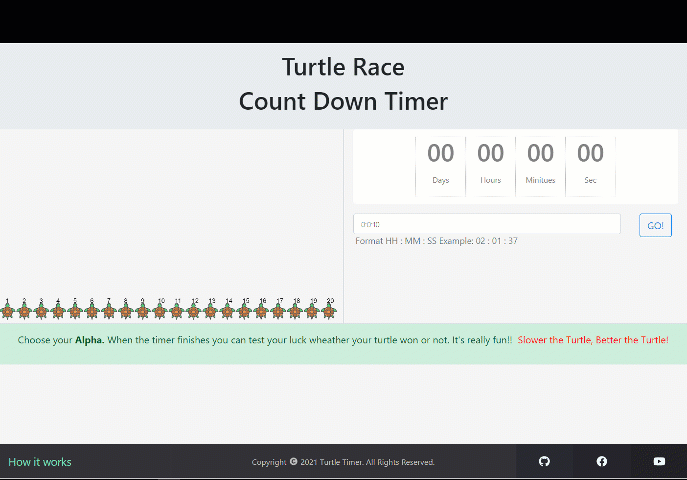 Turtle Race
Count Down Timer
00 00 00 00
Days Hours Minitues Sec
GO!
Format HH : MM : SS Example: 02 : 01 : 37
1 2 3 4 5 6 7 8 9 10 11 12 13 14 15 16 17 18 19 20
Choose your Alpha. When the timer finishes you can test your luck wheather your turtle won or not. It's really fun!! Slower the Turtle, Better the Turtle!
How it works
Copyright © 2021 Turtle Timer. All Rights Reserved.